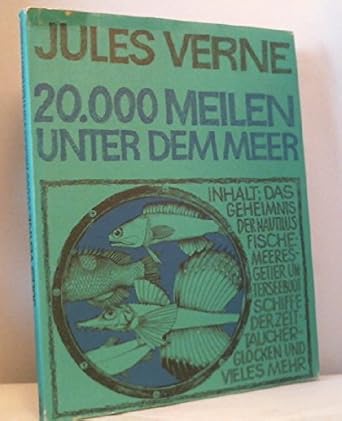 JULES VERNE
20.000 MEILEN
UNTER DEM MEER
INHALT: DAS
GEHEIMNIS
DER NAUTILUS
FISCHE
MEERES-
GETIER UN
TERSEEBOOT
SCHIFFE
DER ZEIT
TAUCHER-
GLOCKEN UND
VIELES MEHR